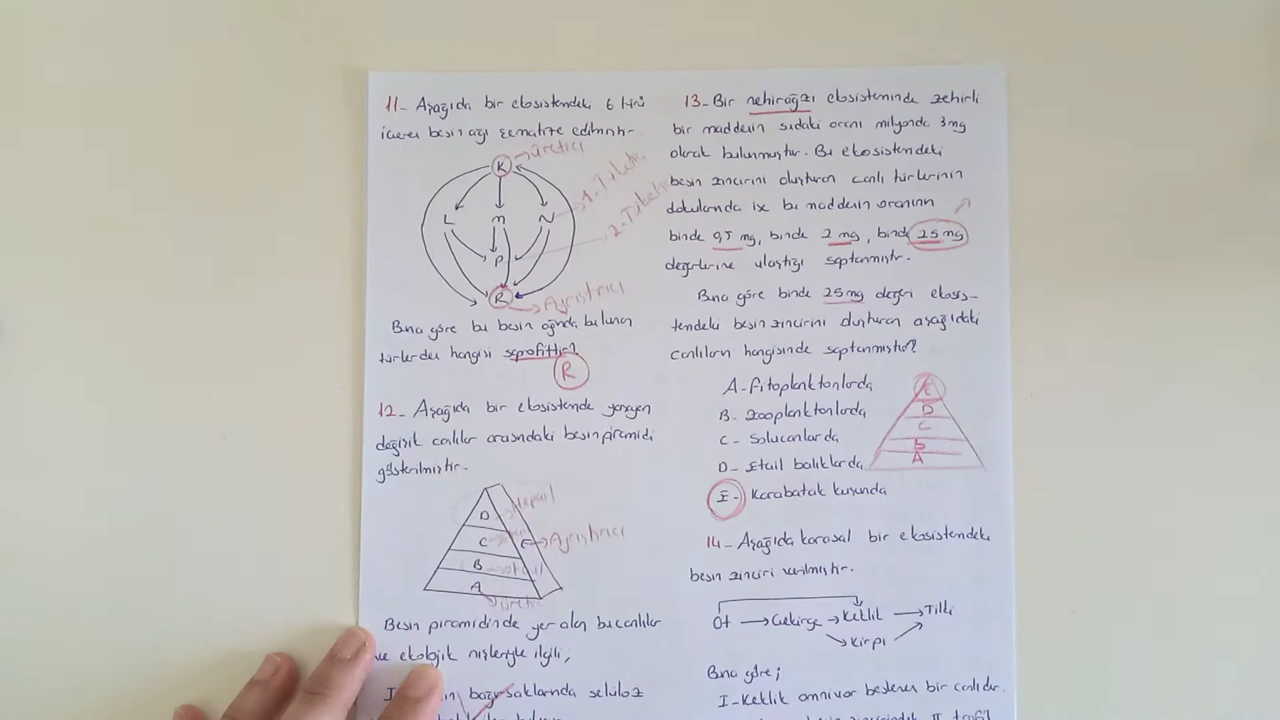 11- Aşağıda bir ekosistemdeki 6 türü
içeren besin ağı şematize edilmiştir.
K → üretici
L M N → 1. Tüketici
P 2. Tüketici
R → Ayrıştırıcı
Buna göre bu besin ağında bulunan
türlerden hangisi saprofittir?
R
12- Aşağıda bir ekosistemde yaşayan
değişik canlılar arasındaki besin piramidi
gösterilmiştir.
D
C
B
A
E → Ayrıştırıcı
Besin piramidinde yer alan bu canlılar
ve ekolojik nişleriyle ilgili,
bağırsaklarında selüloz
13- Bir nehirağzı ekosisteminde zehirli
bir maddenin sudaki oranı milyonda 3mg
olarak bulunmuştur. Bu ekosistemdeki
besin zincirini oluşturan canlı türlerinin
dokularında ise bu maddenin oranının
binde 0,5 mg, binde 2 mg, binde 25 mg
değerlerine ulaştığı saptanmıştır.
Buna göre binde 25mg değeri ekosis-
temdeki besin zincirini oluşturan aşağıdaki
canlıların hangisinde saptanmıştır?
A- Fitoplanktonlarda
B- Zooplanktonlarda
C- Solucanlarda
D- Etçil balıklarda
E- Karabatak kuşunda
E
D
C
B
A
14- Aşağıda karasal bir ekosistemdeki
besin zinciri verilmiştir.
Ot → Çekirge → Keklik → Tilki
Kirpi
Buna göre;
I- Keklik omnivor beslenen bir canlıdır.